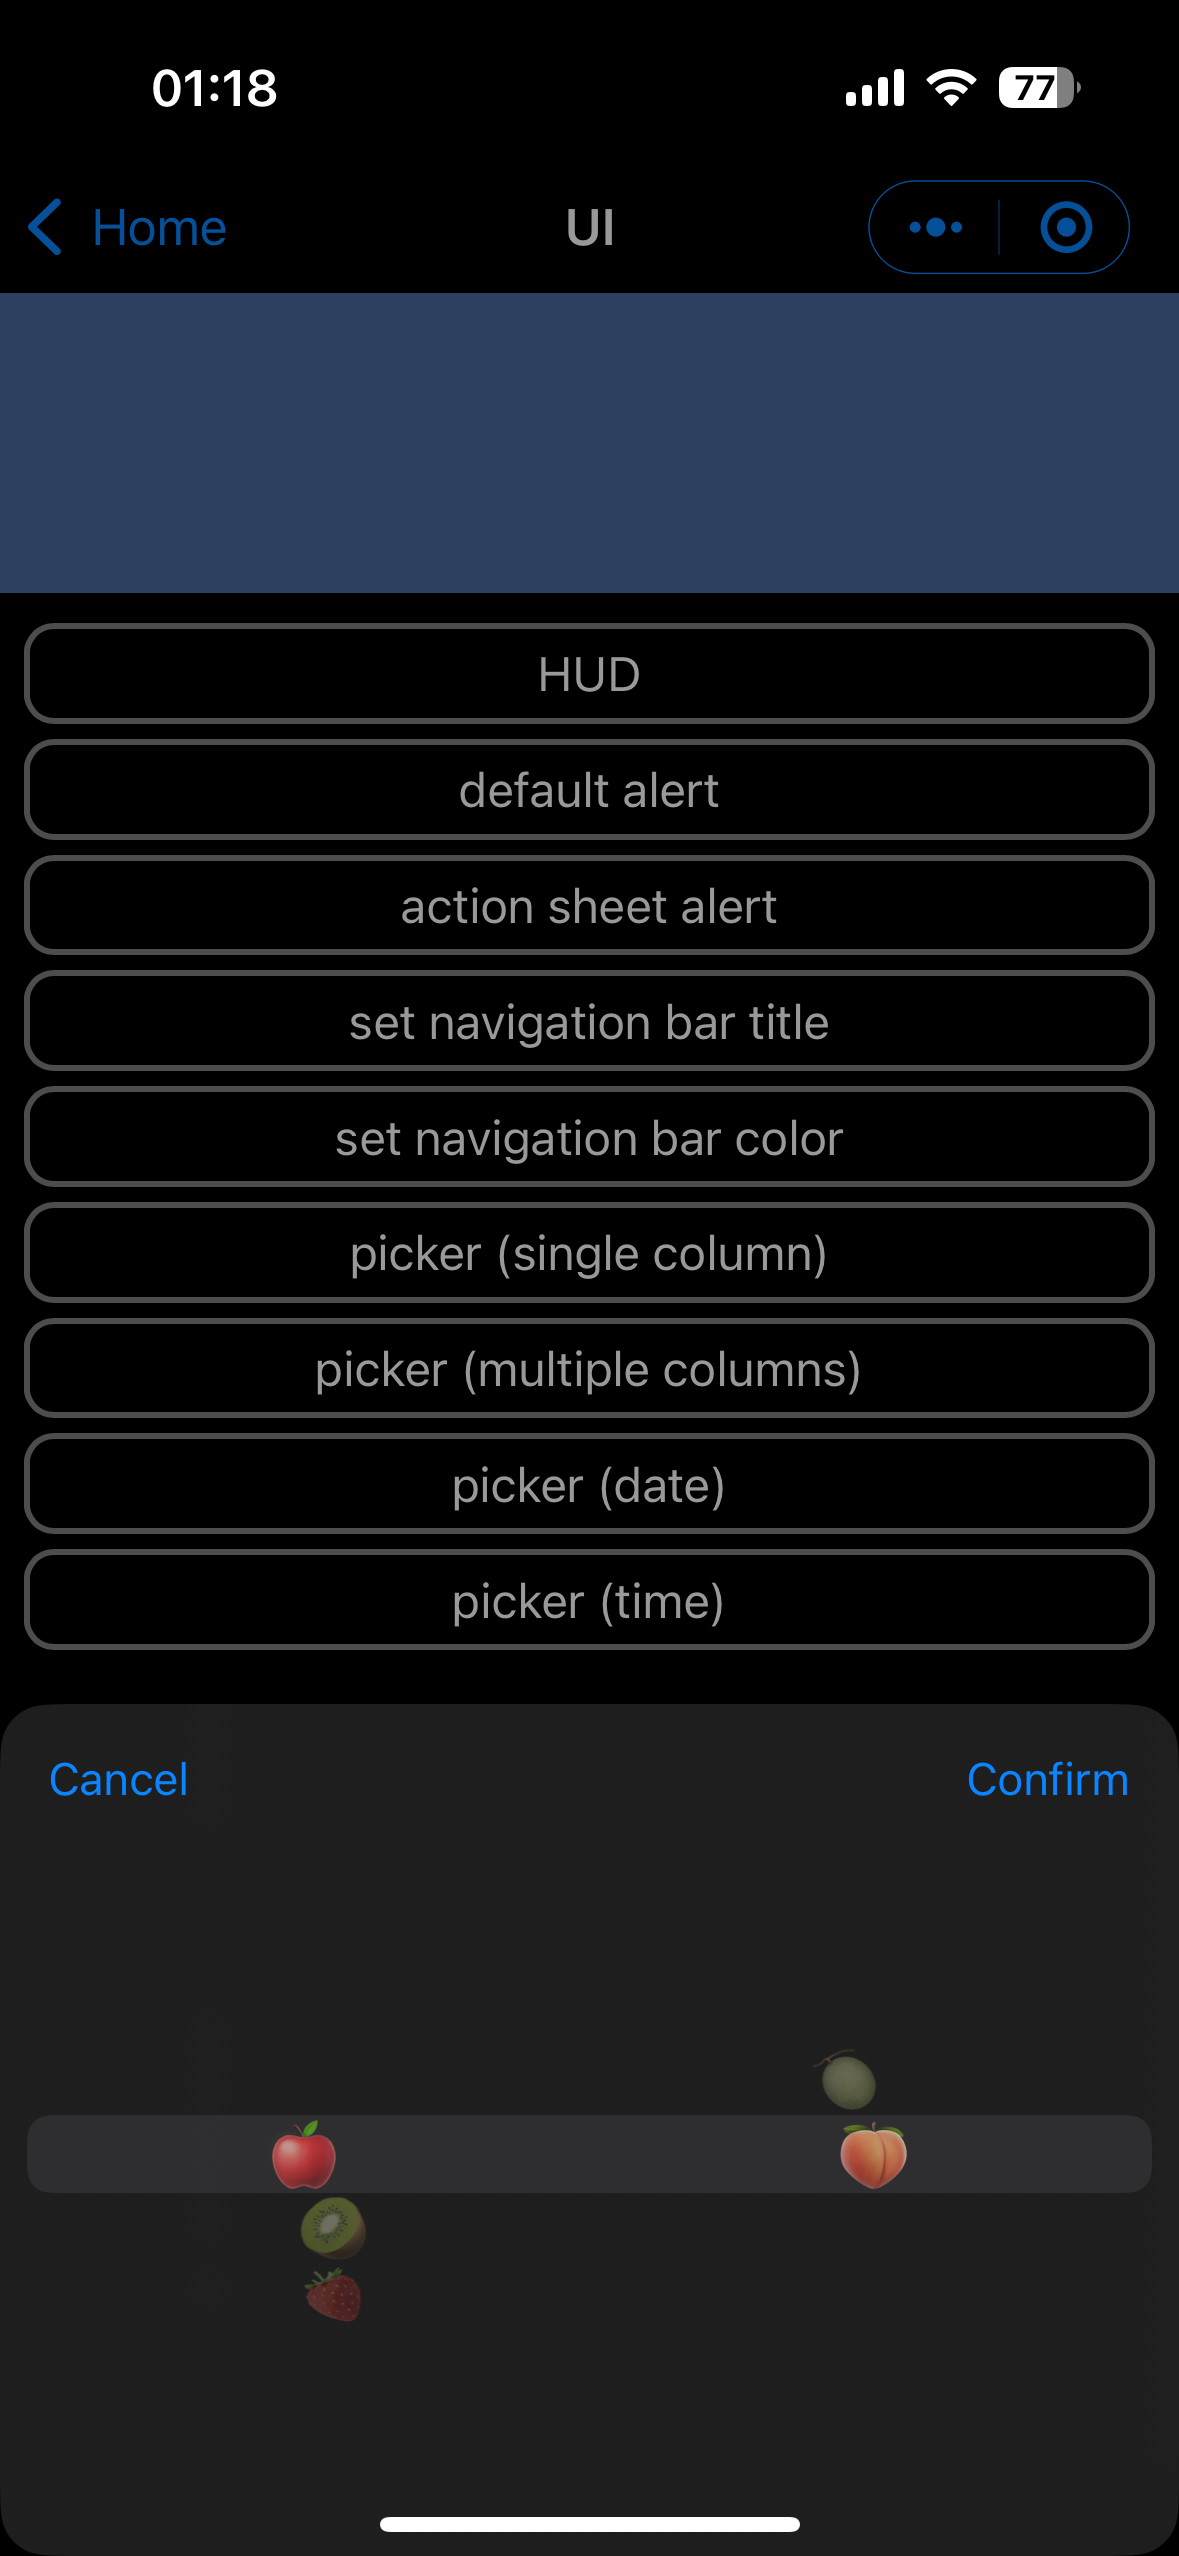 01:18
77
Home
UI
HUD
default alert
action sheet alert
set navigation bar title
set navigation bar color
picker (single column)
picker (multiple columns)
picker (date)
picker (time)
Cancel
Confirm